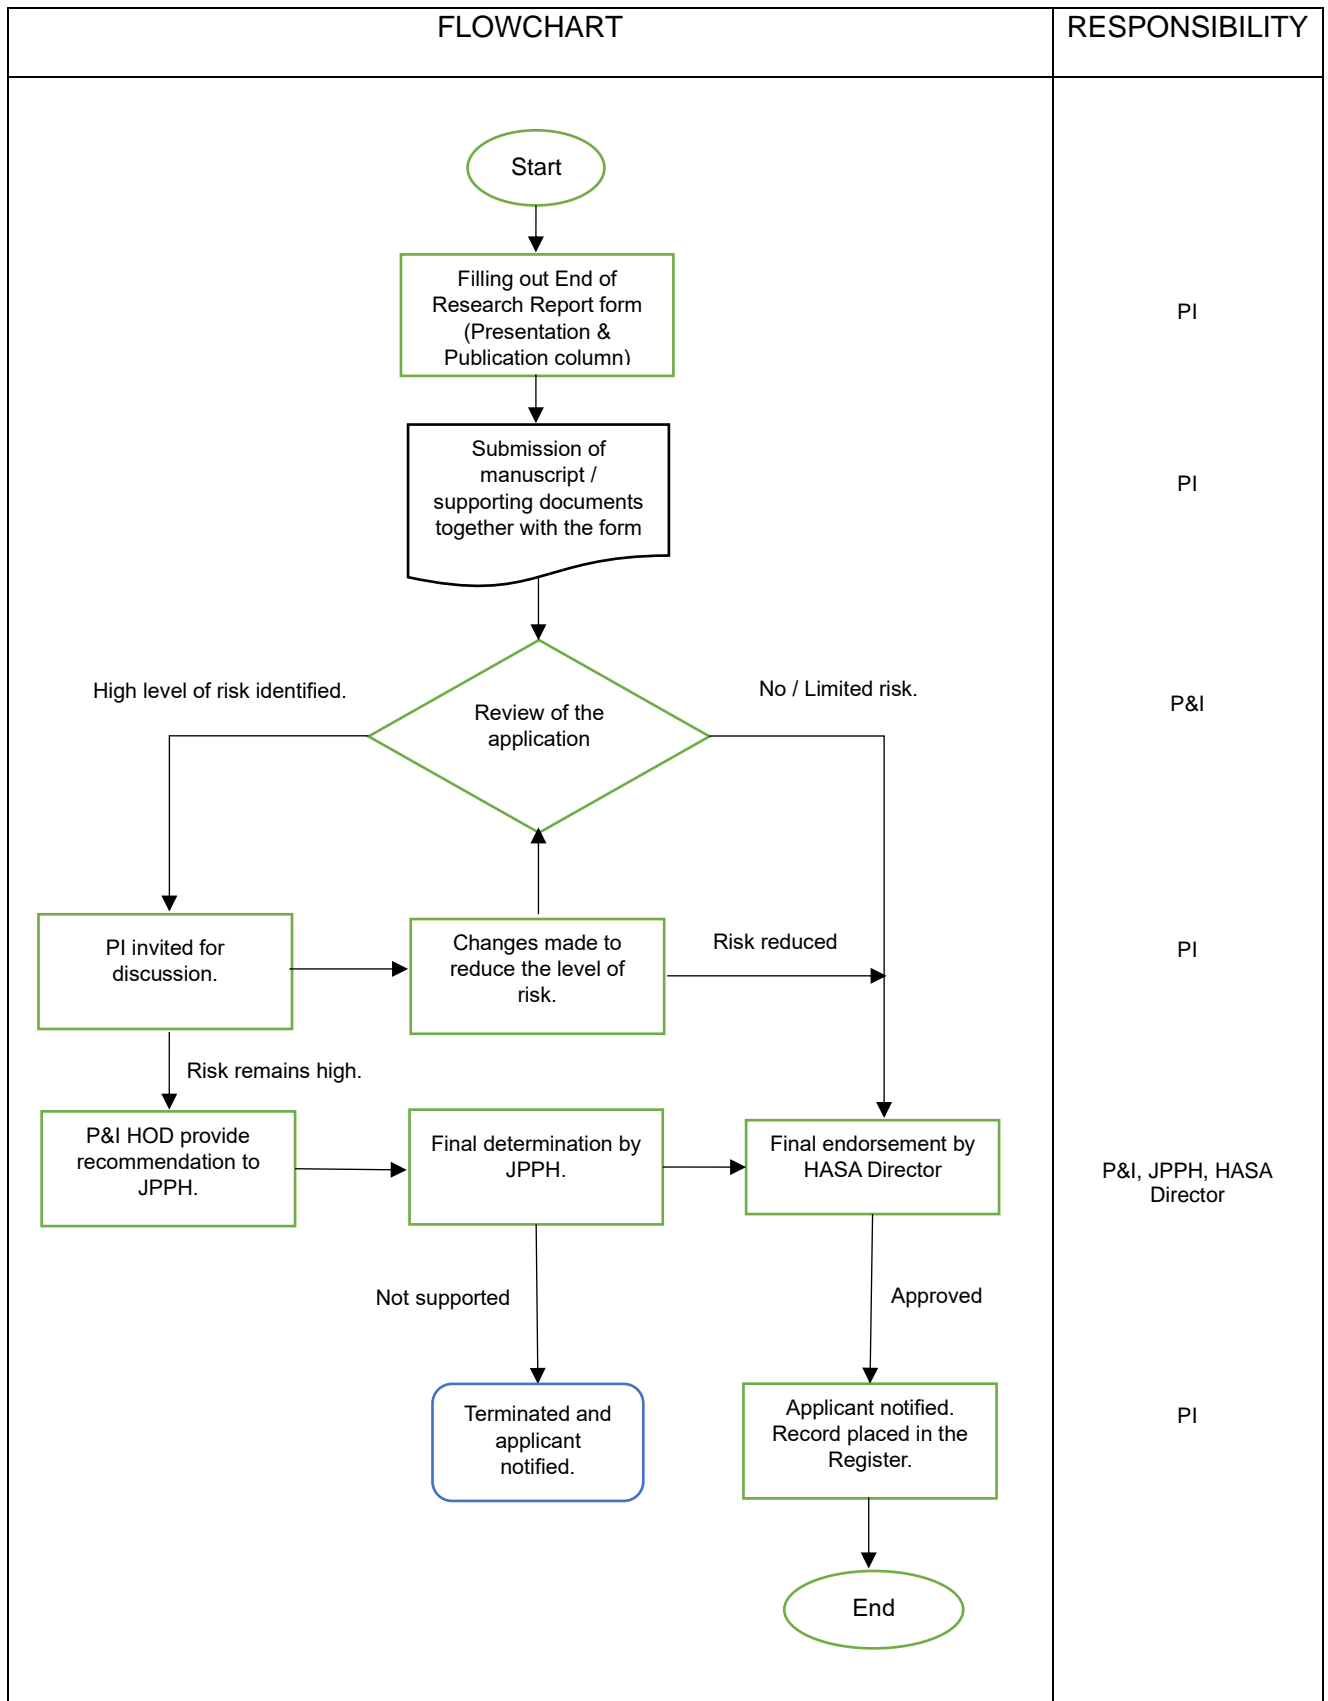 FLOWCHART
RESPONSIBILITY
Start
Filling out End of
Research Report form
(Presentation &
Publication column)
PI
Submission of
manuscript /
supporting documents
together with the form
PI
High level of risk identified.
No / Limited risk.
Review of the
application
P&I
PI invited for
discussion.
Changes made to
reduce the level of
risk.
Risk reduced
PI
Risk remains high.
P&I HOD provide
recommendation to
JPPH.
Final determination by
JPPH.
Final endorsement by
HASA Director
P&I, JPPH, HASA
Director
Not supported
Approved
Terminated and
applicant
notified.
Applicant notified.
Record placed in the
Register.
PI
End